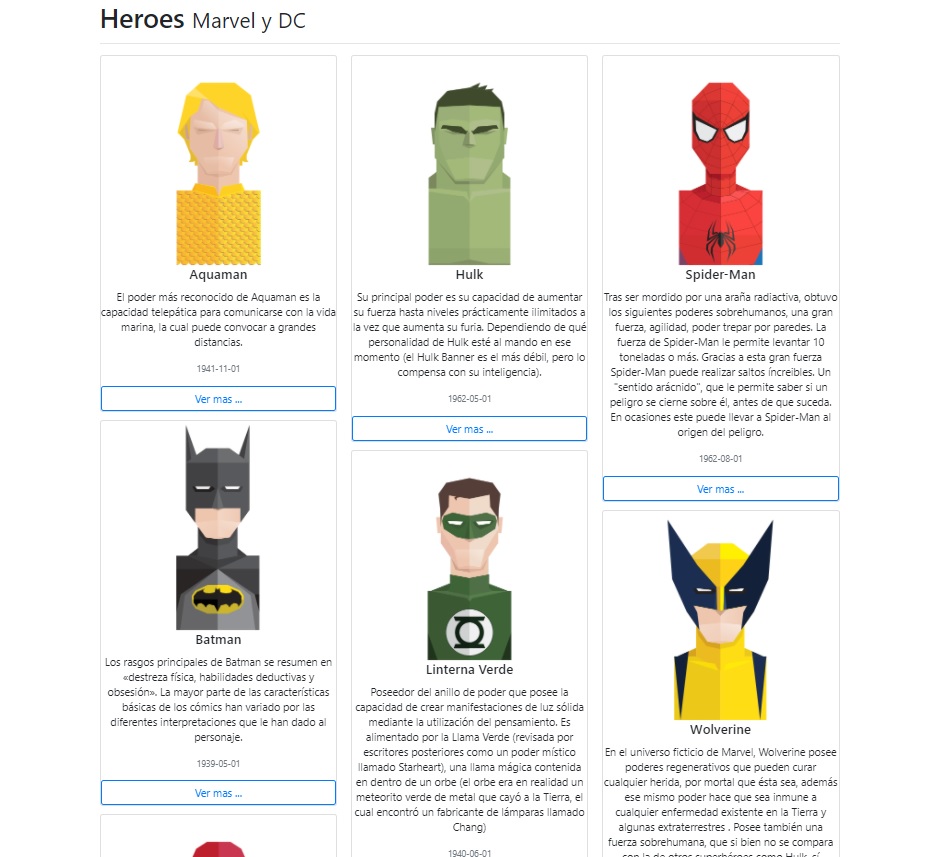 Heroes Marvel y DC
Aquaman
El poder más reconocido de Aquaman es la
capacidad telepática para comunicarse con la vida
marina, la cual puede convocar a grandes
distancias.
1941-11-01
Ver mas ...
Batman
Los rasgos principales de Batman se resumen en
«destreza física, habilidades deductivas y
obsesión». La mayor parte de las características
básicas de los cómics han variado por las
diferentes interpretaciones que le han dado al
personaje.
1939-05-01
Ver mas ...
Hulk
Su principal poder es su capacidad de aumentar
su fuerza hasta niveles prácticamente ilimitados a
la vez que aumenta su furia. Dependiendo de qué
personalidad de Hulk esté al mando en ese
momento (el Hulk Banner es el más débil, pero lo
compensa con su inteligencia).
1962-05-01
Ver mas ...
Linterna Verde
Poseedor del anillo de poder que posee la
capacidad de crear manifestaciones de luz sólida
mediante la utilización del pensamiento. Es
alimentado por la Llama Verde (revisada por
escritores posteriores como un poder místico
llamado Starheart), una llama mágica contenida
en dentro de un orbe (el orbe era en realidad un
meteorito verde de metal que cayó a la Tierra, el
cual encontró un fabricante de lámparas llamado
Chang)
1940-06-01
Spider-Man
Tras ser mordido por una araña radiactiva, obtuvo
los siguientes poderes sobrehumanos, una gran
fuerza, agilidad, poder trepar por paredes. La
fuerza de Spider-Man le permite levantar 10
toneladas o más. Gracias a esta gran fuerza
Spider-Man puede realizar saltos íncreibles. Un
"sentido arácnido", que le permite saber si un
peligro se cierne sobre él, antes de que suceda.
En ocasiones este puede llevar a Spider-Man al
origen del peligro.
1962-08-01
Ver mas ...
Wolverine
En el universo ficticio de Marvel, Wolverine posee
poderes regenerativos que pueden curar
cualquier herida, por mortal que ésta sea, además
ese mismo poder hace que sea inmune a
cualquier enfermedad existente en la Tierra y
algunas extraterrestres . Posee también una
fuerza sobrehumana, que si bien no se compara
con la de otros superhéroes como Hulk, sí